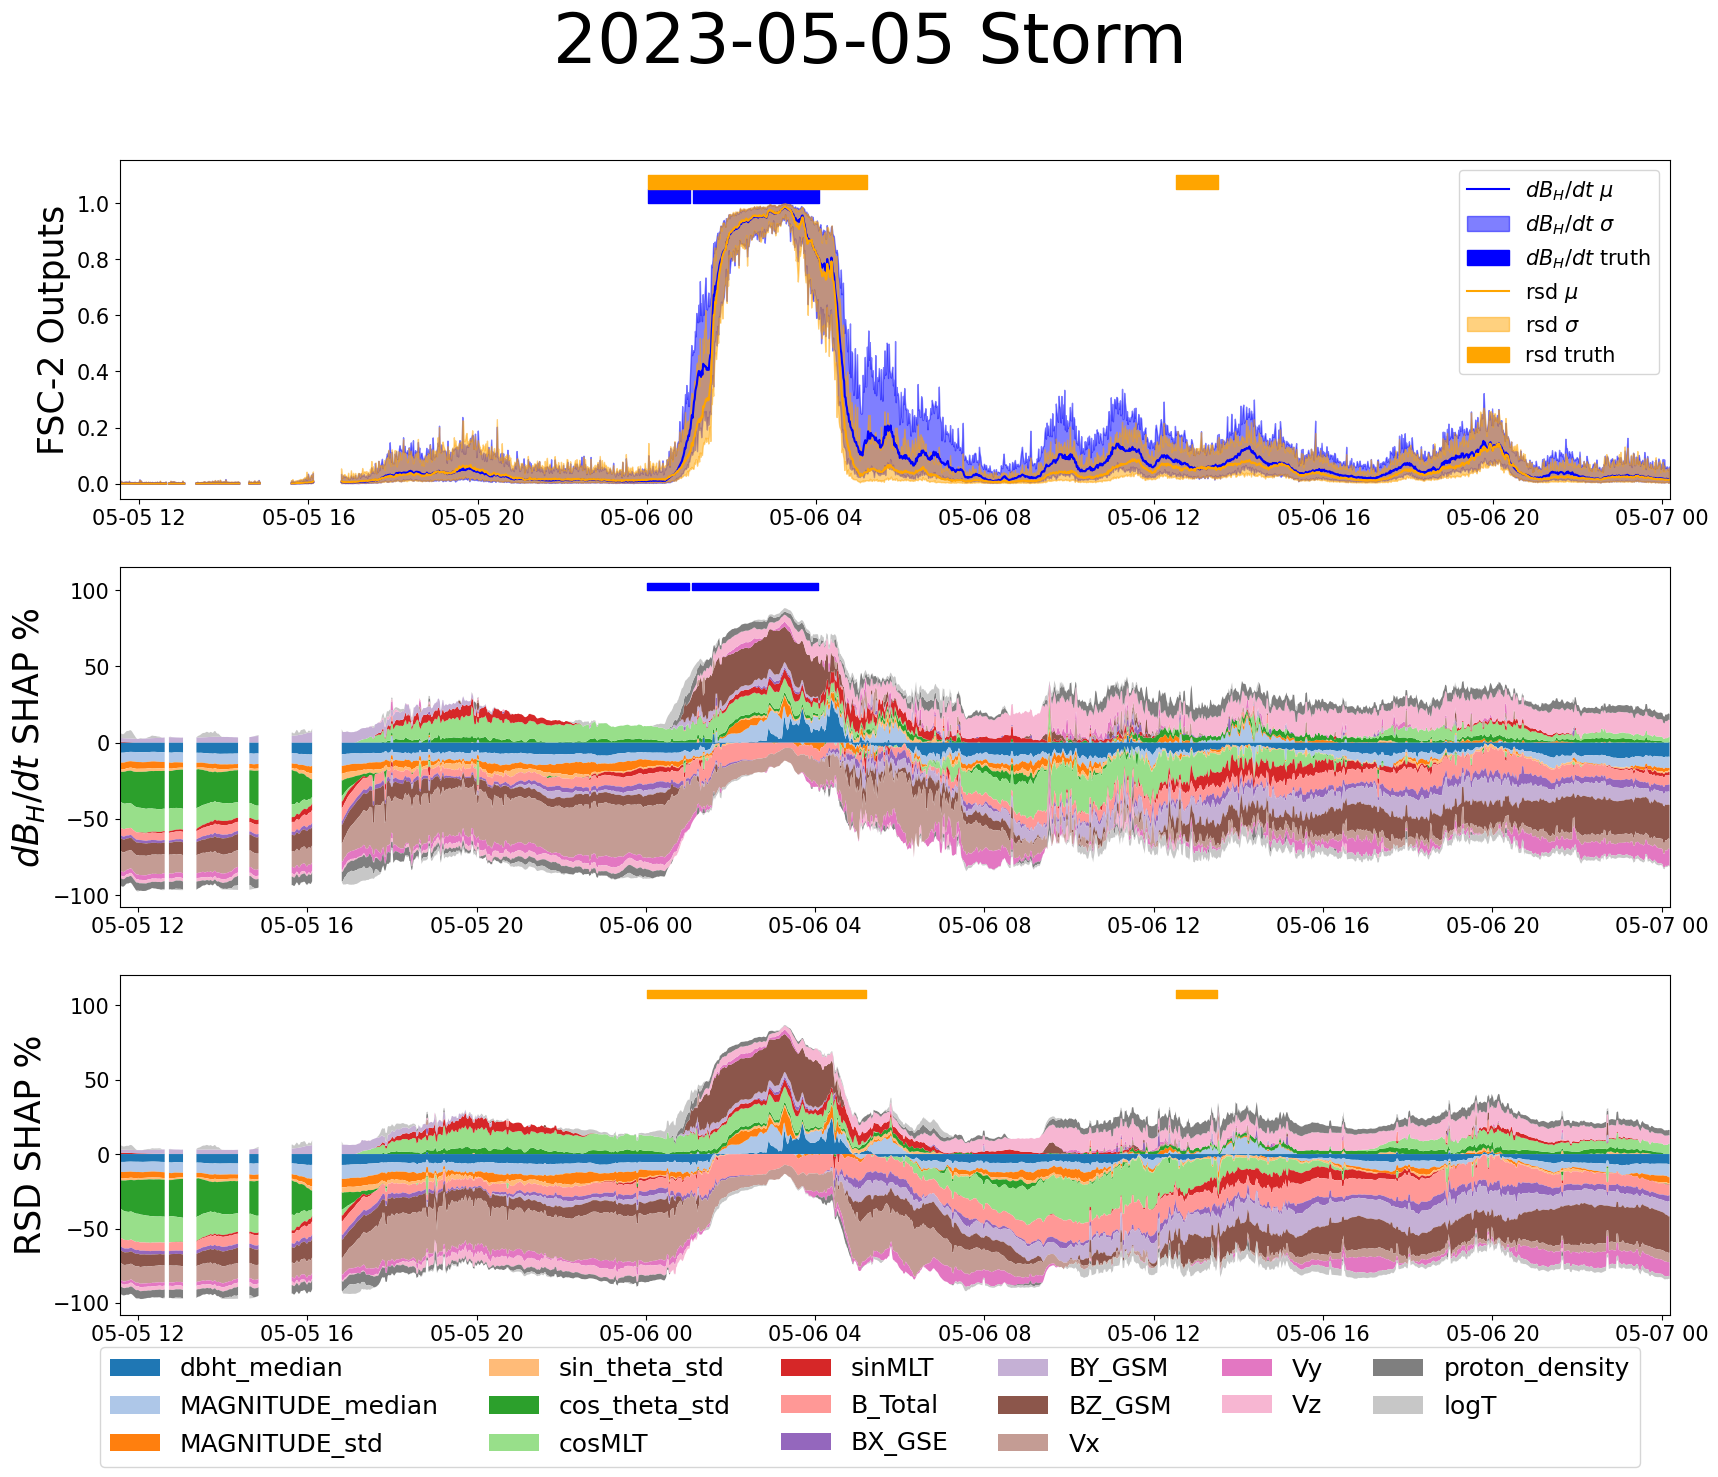 2023-05-05 Storm
FSC-2 Outputs
1.0
0.8
0.6
0.4
0.2
0.0
dB_H/dt μ
dB_H/dt σ
dB_H/dt truth
rsd μ
rsd σ
rsd truth
05-05 12 05-05 16 05-05 20 05-06 00 05-06 04 05-06 08 05-06 12 05-06 16 05-06 20 05-07 00
dB_H/dt SHAP %
100
50
0
−50
−100
05-05 12 05-05 16 05-05 20 05-06 00 05-06 04 05-06 08 05-06 12 05-06 16 05-06 20 05-07 00
RSD SHAP %
100
50
0
−50
−100
05-05 12 05-05 16 05-05 20 05-06 00 05-06 04 05-06 08 05-06 12 05-06 16 05-06 20 05-07 00
dbht_median sin_theta_std sinMLT BY_GSM Vy proton_density
MAGNITUDE_median cos_theta_std B_Total BZ_GSM Vz logT
MAGNITUDE_std cosMLT BX_GSE Vx